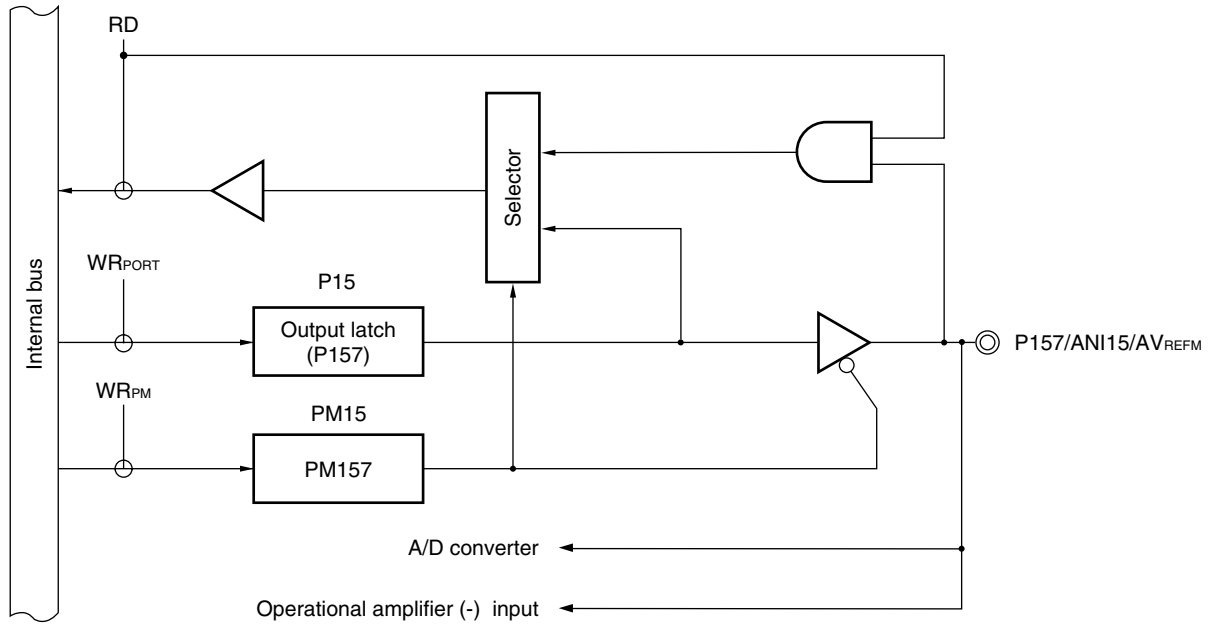 RD
Selector
Internal bus
WRPORT
P15
Output latch
(P157)
P157/ANI15/AVREFM
WRPM
PM15
PM157
A/D converter
Operational amplifier (-) input